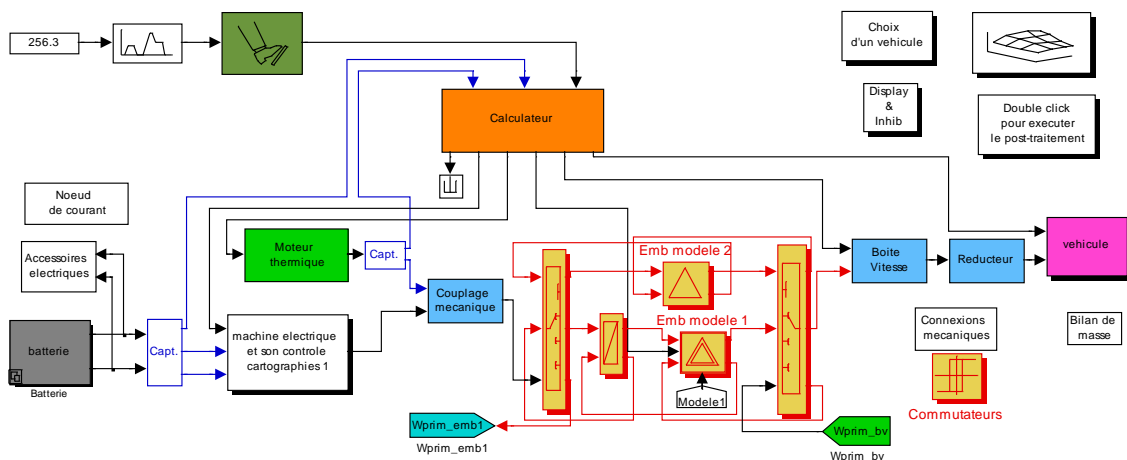 256.3
Choix
d'un vehicule
Display
&
Inhib
Double click
pour executer
le post-traitement
Calculateur
Noeud
de courant
Accessoires
electriques
Moteur
thermique
Capt.
Emb modele 2
Boite
Vitesse
Reducteur
vehicule
Couplage
mecanique
batterie
Batterie
Capt.
machine electrique
et son controle
cartographies 1
Emb modele 1
Modele1
Connexions
mecaniques
Bilan de
masse
Commutateurs
Wprim_emb1
Wprim_emb1
Wprim_bv
Wprim_bv